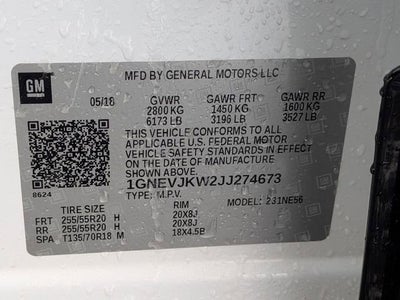 MFD BY GENERAL MOTORS LLC
GM
05/18 GVWR GAWR FRT GAWR RR
2800 KG 1450 KG 1600 KG
6173 LB 3196 LB 3527 LB
THIS VEHICLE CONFORMS TO ALL
APPLICABLE U.S. FEDERAL MOTOR
VEHICLE SAFETY STANDARDS IN EFFECT
ON THE DATE OF MANUFACTURE
1GNEVJKW2JJ274673
8624 TYPE: M.P.V. MODEL: 231NE56
TIRE SIZE RIM
FRT 255/55R20 H 20X8J
RR 255/55R20 H 20X8J
SPA T135/70R18 M 18X4.5B